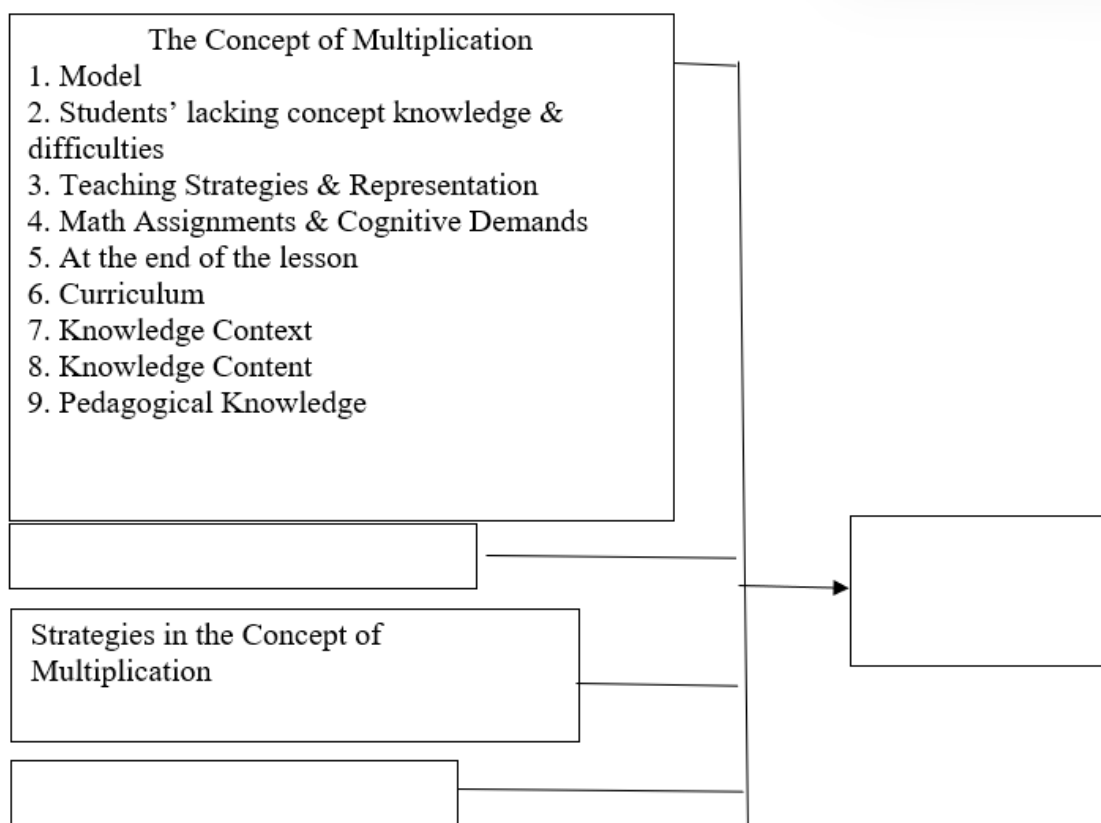 The Concept of Multiplication
1. Model
2. Students’ lacking concept knowledge &
difficulties
3. Teaching Strategies & Representation
4. Math Assignments & Cognitive Demands
5. At the end of the lesson
6. Curriculum
7. Knowledge Context
8. Knowledge Content
9. Pedagogical Knowledge
Strategies in the Concept of
Multiplication